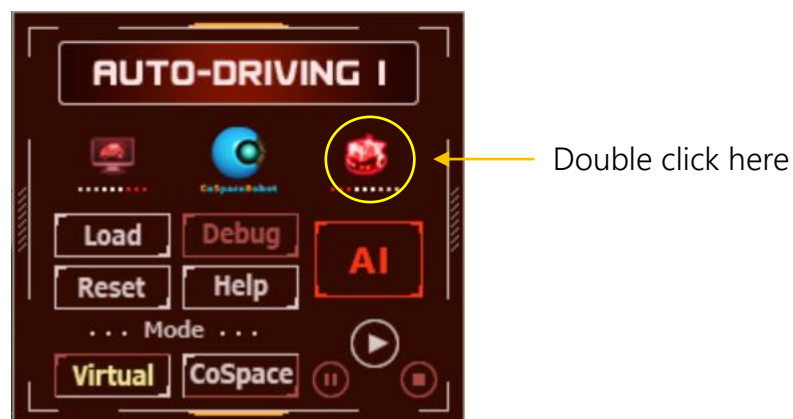 AUTO-DRIVING I
CoSpaceRobot
Double click here
Load Debug
AI
Reset Help
... Mode ...
Virtual CoSpace